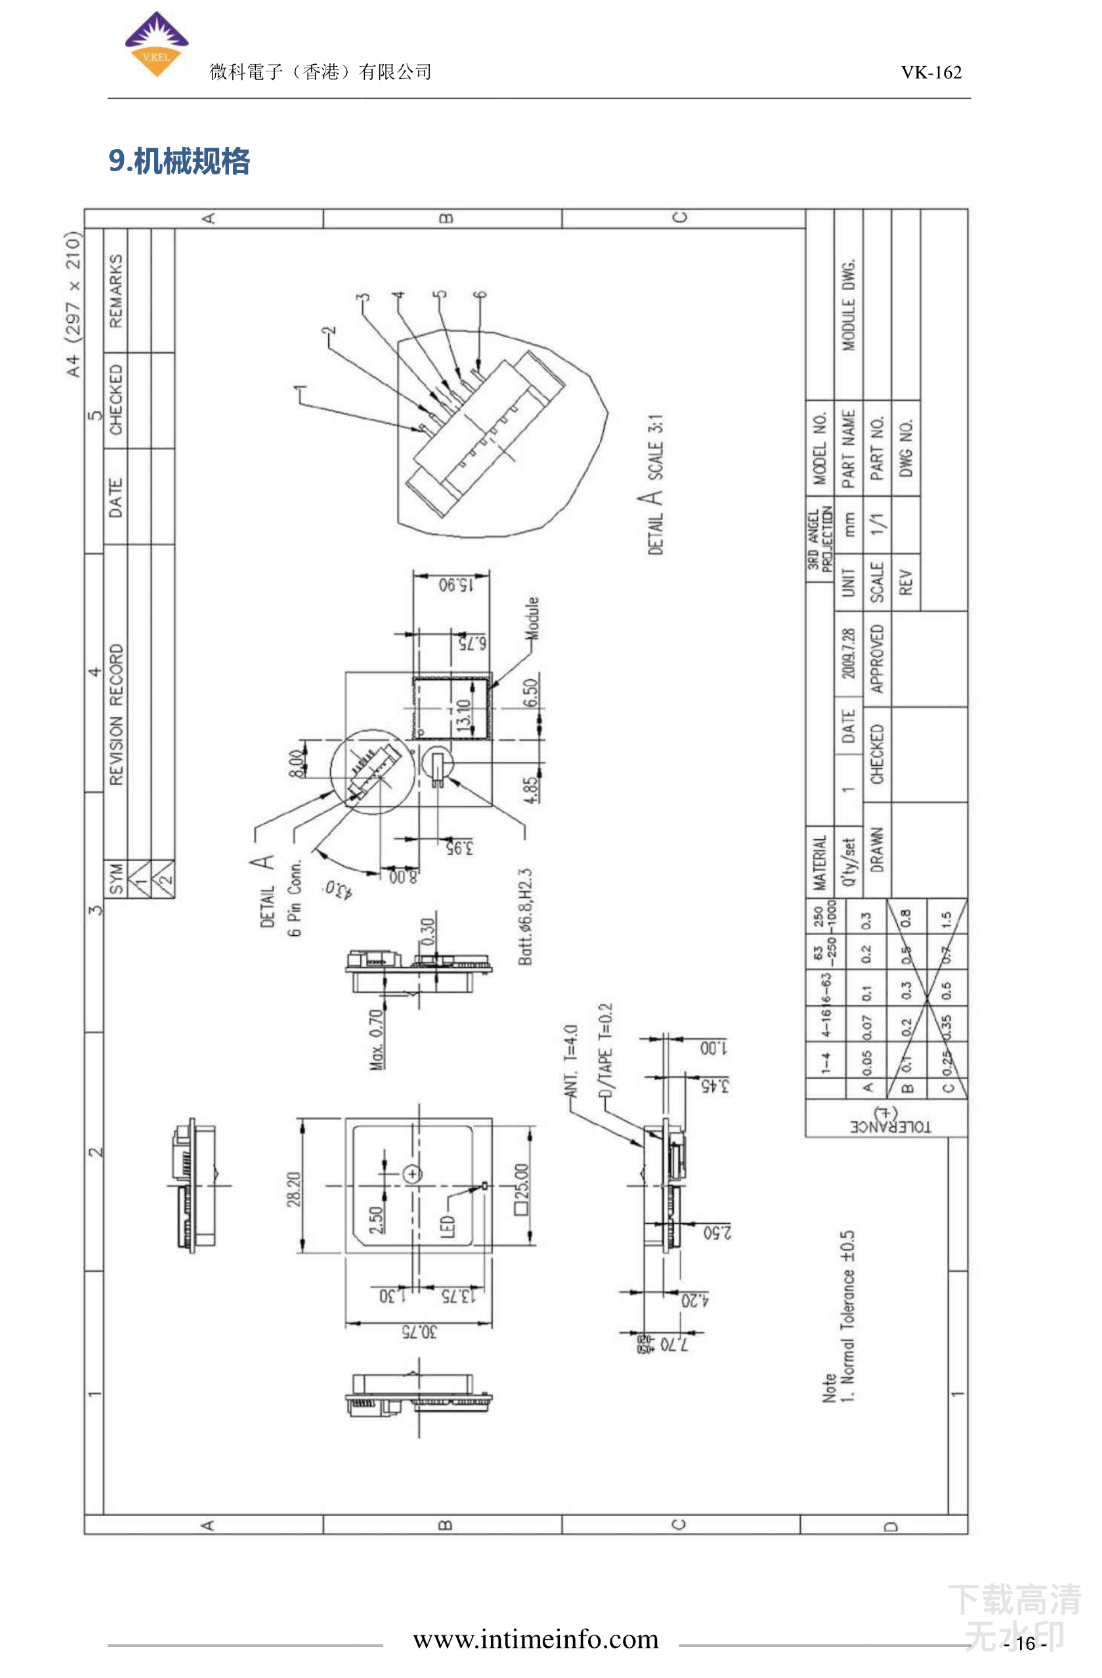 V.KEL
微科電子（香港）有限公司
VK-162
9.机械规格
A4 (297 x 210)
A
B
C
5
4
3
2
1
REMARKS
CHECKED
DATE
REVISION RECORD
SYM
1
2
1
2
3
4
5
6
DETAIL A SCALE 3:1
15.90
6.75
Module
13.10
6.50
8.00
4.85
3.95
8.00
43.0°
DETAIL A
6 Pin Conn.
Batt.ø6.8,H2.3
0.30
Max. 0.70
28.20
2.50
LED
□25.00
1.30
13.75
30.75
ANT. T=4.0
D/TAPE T=0.2
1.00
3.45
2.50
4.20
7.70
Note
1. Normal Tolerance ±0.5
3RD ANGEL
PROJECTION
MODEL NO.
UNIT
mm
PART NAME
MODULE DWG.
SCALE
1/1
PART NO.
REV
DWG NO.
MATERIAL
Q'ty/set
1
DATE
2009.7.28
DRAWN
CHECKED
APPROVED
TOLERANCE
(±)
1-4
4-16
16-63
63
-250
250
-1000
A
0.05
0.07
0.1
0.2
0.3
B
0.1
0.2
0.3
0.5
0.8
C
0.25
0.35
0.5
0.7
1.5
A
B
C
D
1
下载高清
无水印
www.intimeinfo.com
- 16 -